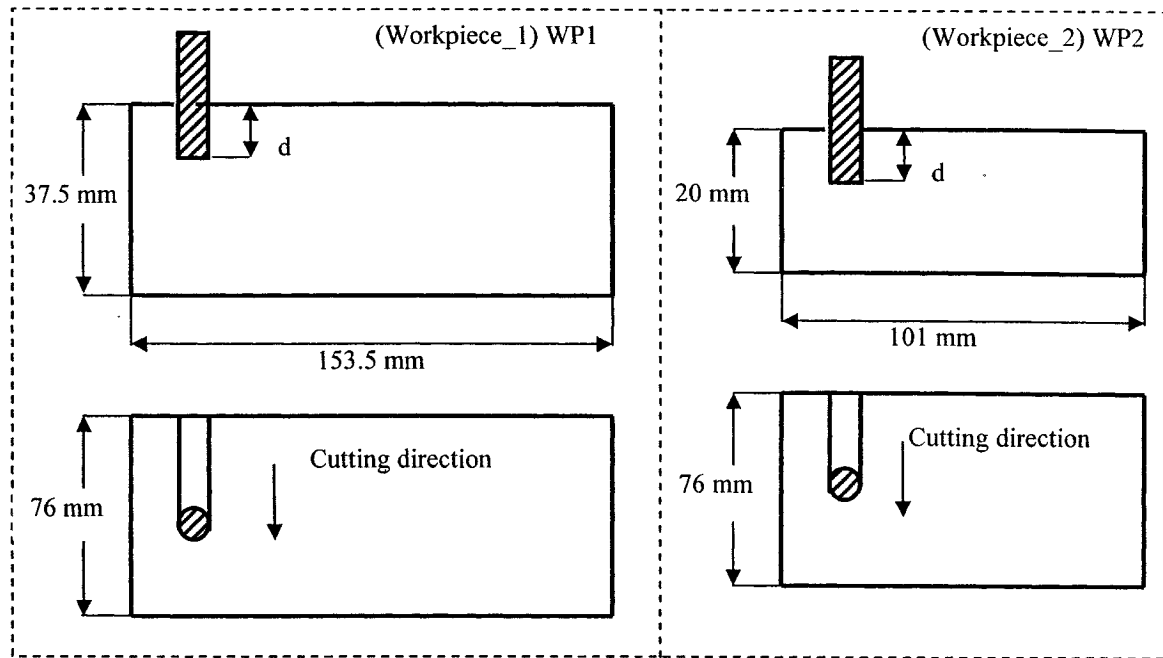 (Workpiece_1) WP1
d
37.5 mm
153.5 mm
Cutting direction
76 mm
(Workpiece_2) WP2
d
20 mm
101 mm
Cutting direction
76 mm